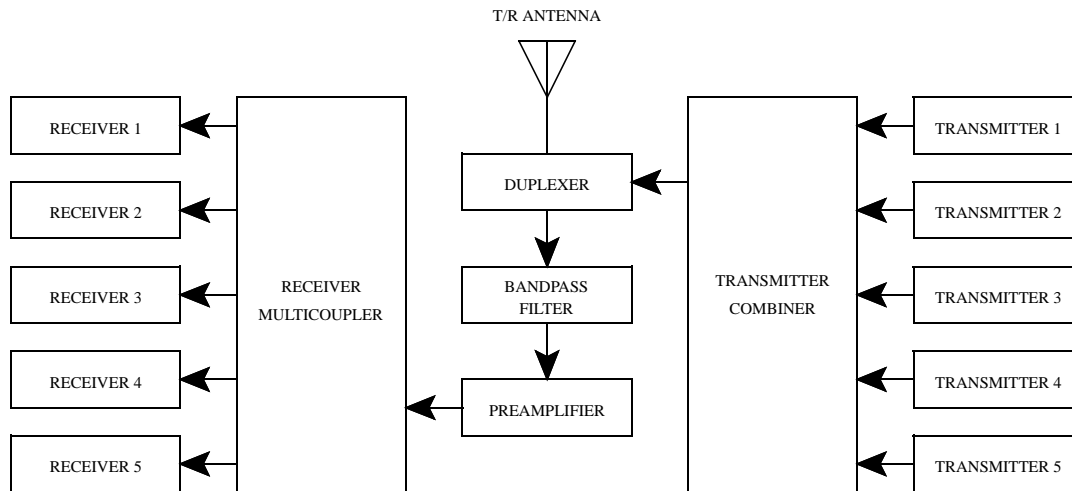 T/R ANTENNA
RECEIVER 1
RECEIVER 2
RECEIVER 3
RECEIVER 4
RECEIVER 5
RECEIVER
MULTICOUPLER
DUPLEXER
BANDPASS
FILTER
PREAMPLIFIER
TRANSMITTER
COMBINER
TRANSMITTER 1
TRANSMITTER 2
TRANSMITTER 3
TRANSMITTER 4
TRANSMITTER 5